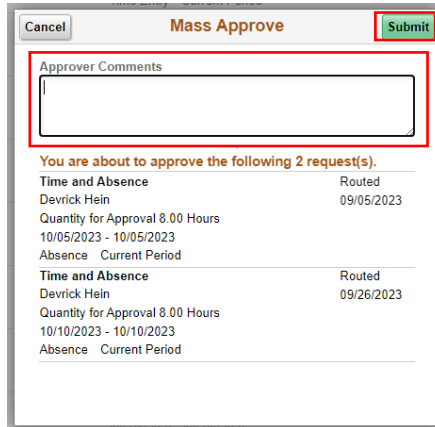 Cancel Mass Approve Submit
Approver Comments
You are about to approve the following 2 request(s).
Time and Absence Routed
Devrick Hein 09/05/2023
Quantity for Approval 8.00 Hours
10/05/2023 - 10/05/2023
Absence Current Period
Time and Absence Routed
Devrick Hein 09/26/2023
Quantity for Approval 8.00 Hours
10/10/2023 - 10/10/2023
Absence Current Period